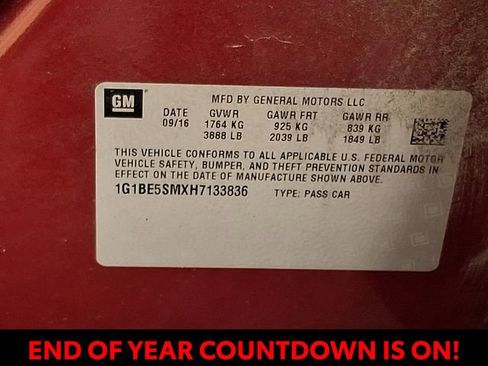 GM
MFD BY GENERAL MOTORS LLC
DATE GVWR GAWR FRT GAWR RR
09/16 1764 KG 925 KG 839 KG
3888 LB 2039 LB 1849 LB
THIS VEHICLE CONFORMS TO ALL APPLICABLE U.S. FEDERAL MOTOR
VEHICLE SAFETY, BUMPER, AND THEFT PREVENTION STANDARDS IN
EFFECT ON THE DATE OF MANUFACTURE SHOWN ABOVE.
1G1BE5SMXH7133836 TYPE: PASS CAR
END OF YEAR COUNTDOWN IS ON!